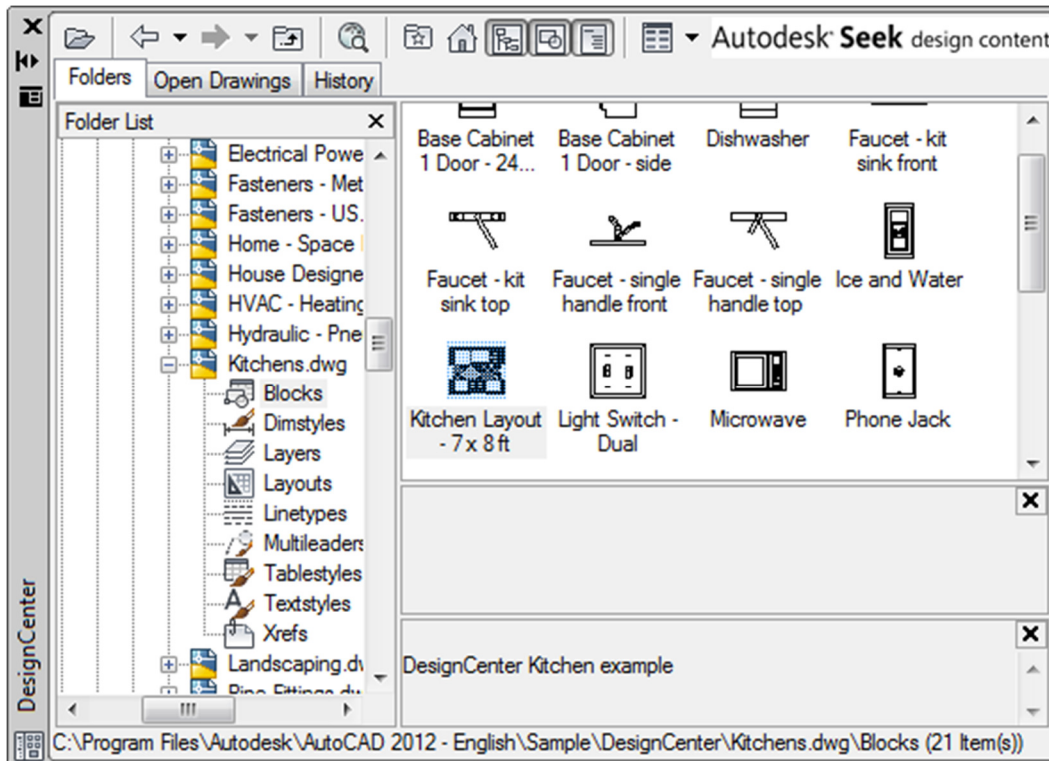 Autodesk® Seek design content
Folders
Open Drawings
History
Folder List
Electrical Powe
Fasteners - Met
Fasteners - US.
Home - Space
House Designe
HVAC - Heating
Hydraulic - Pne
Kitchens.dwg
Blocks
Dimstyles
Layers
Layouts
Linetypes
Multileaders
Tablestyles
Textstyles
Xrefs
Landscaping.dw
Pipe Fittings.dw
Base Cabinet
1 Door - 24...
Base Cabinet
1 Door - side
Dishwasher
Faucet - kit
sink front
Faucet - kit
sink top
Faucet - single
handle front
Faucet - single
handle top
Ice and Water
Kitchen Layout
- 7 x 8 ft
Light Switch -
Dual
Microwave
Phone Jack
DesignCenter Kitchen example
DesignCenter
C:\Program Files\Autodesk\AutoCAD 2012 - English\Sample\DesignCenter\Kitchens.dwg\Blocks (21 Item(s))